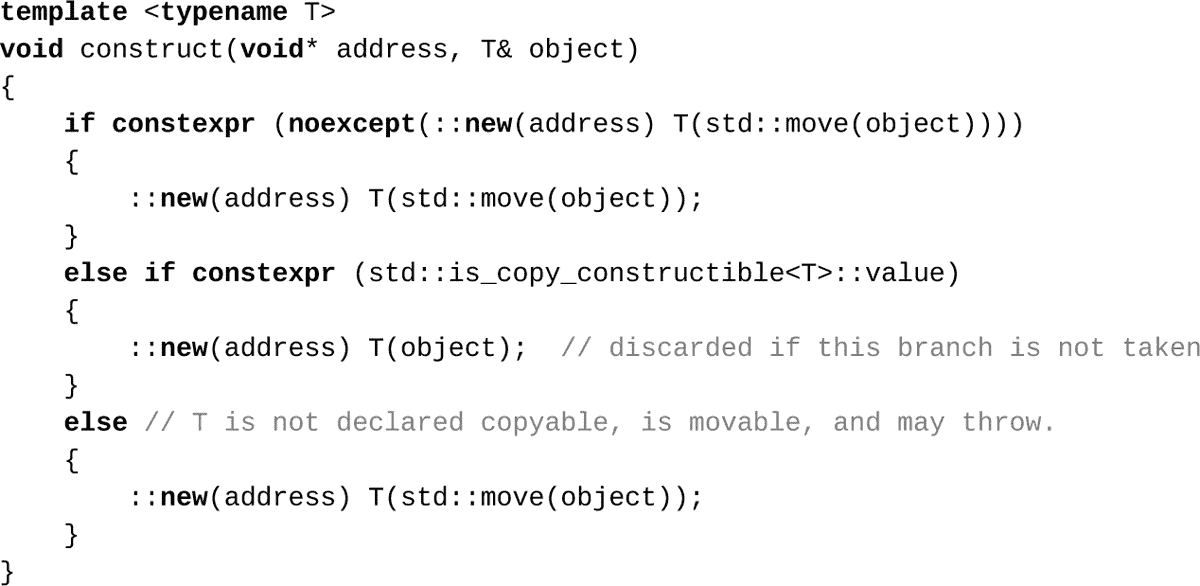 template <typename T>
void construct(void* address, T& object)
{
    if constexpr (noexcept(::new(address) T(std::move(object))))
    {
        ::new(address) T(std::move(object));
    }
    else if constexpr (std::is_copy_constructible<T>::value)
    {
        ::new(address) T(object);  // discarded if this branch is not taken
    }
    else // T is not declared copyable, is movable, and may throw.
    {
        ::new(address) T(std::move(object));
    }
}